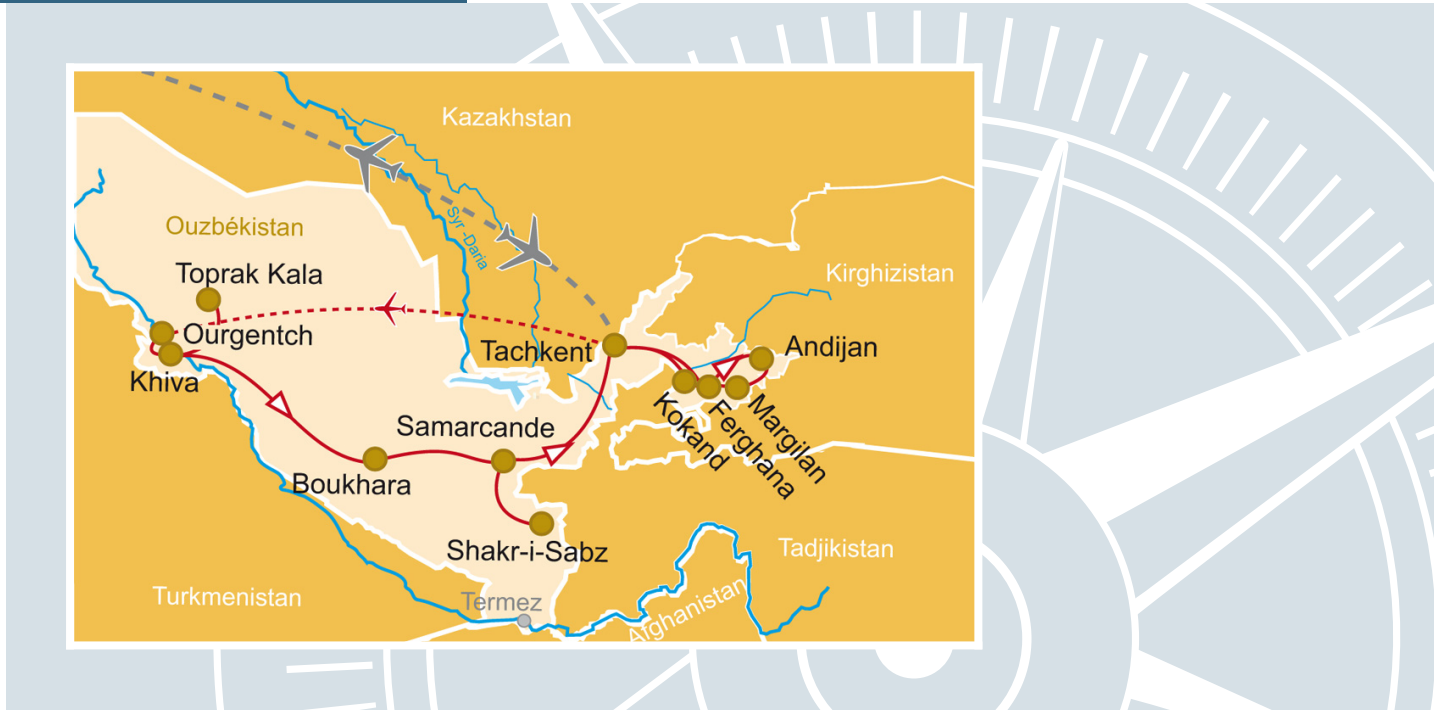 Kazakhstan
Syr -Daria
Ouzbékistan
Toprak Kala
Kirghizistan
Ourgentch
Tachkent
Andijan
Khiva
Kokand
Ferghana
Margilan
Samarcande
Boukhara
Shakr-i-Sabz
Tadjikistan
Turkmenistan
Termez
Afghanistan